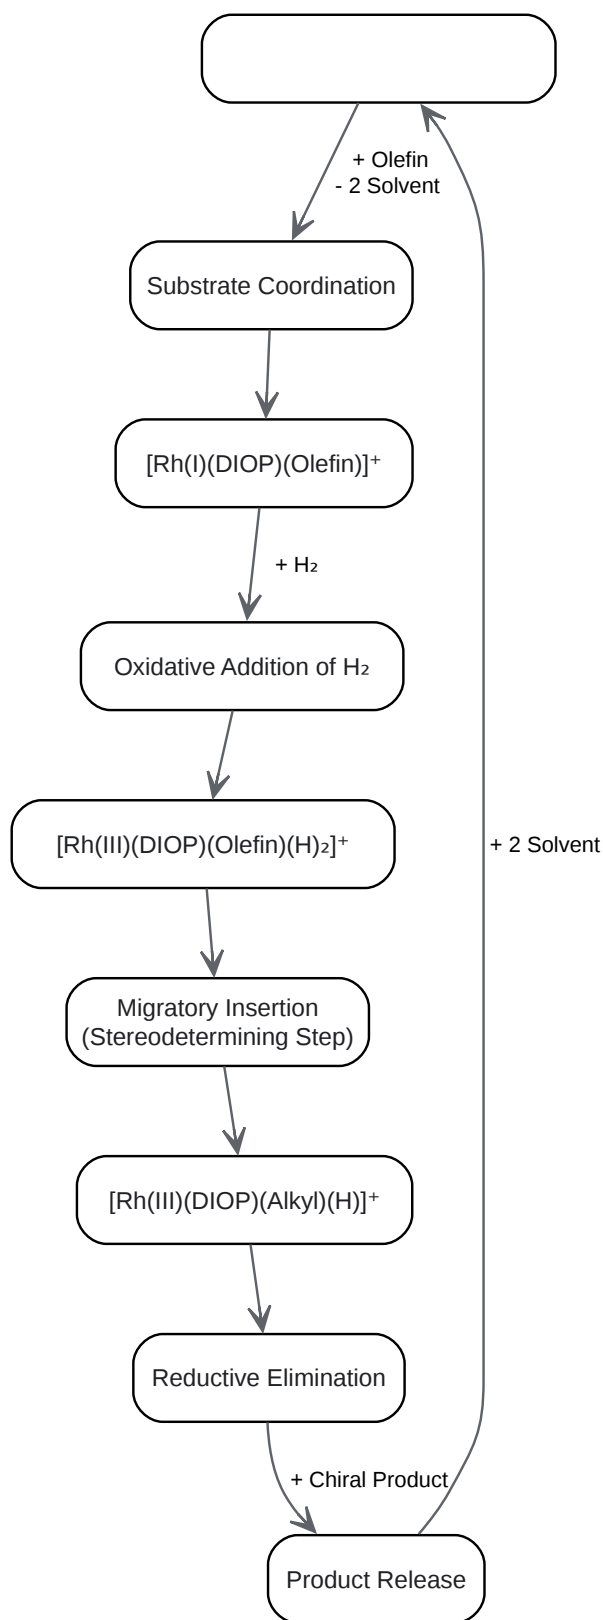 + Olefin
- 2 Solvent
Substrate Coordination
[Rh(I)(DIOP)(Olefin)]⁺
+ H₂
Oxidative Addition of H₂
[Rh(III)(DIOP)(Olefin)(H)₂]⁺
+ 2 Solvent
Migratory Insertion
(Stereodetermining Step)
[Rh(III)(DIOP)(Alkyl)(H)]⁺
Reductive Elimination
+ Chiral Product
Product Release